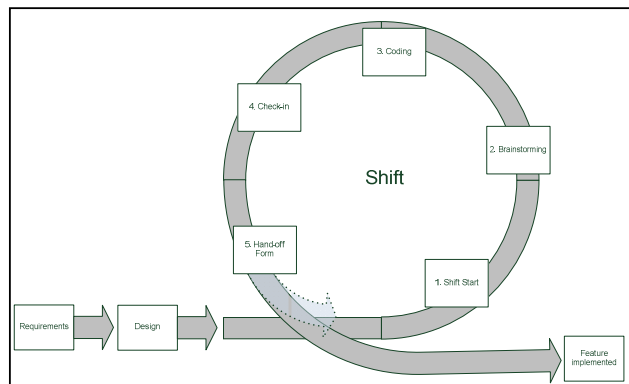 3. Coding
4. Check-in
2. Brainstorming
Shift
5. Hand-off
Form
1. Shift Start
Requirements
Design
Feature
implemented